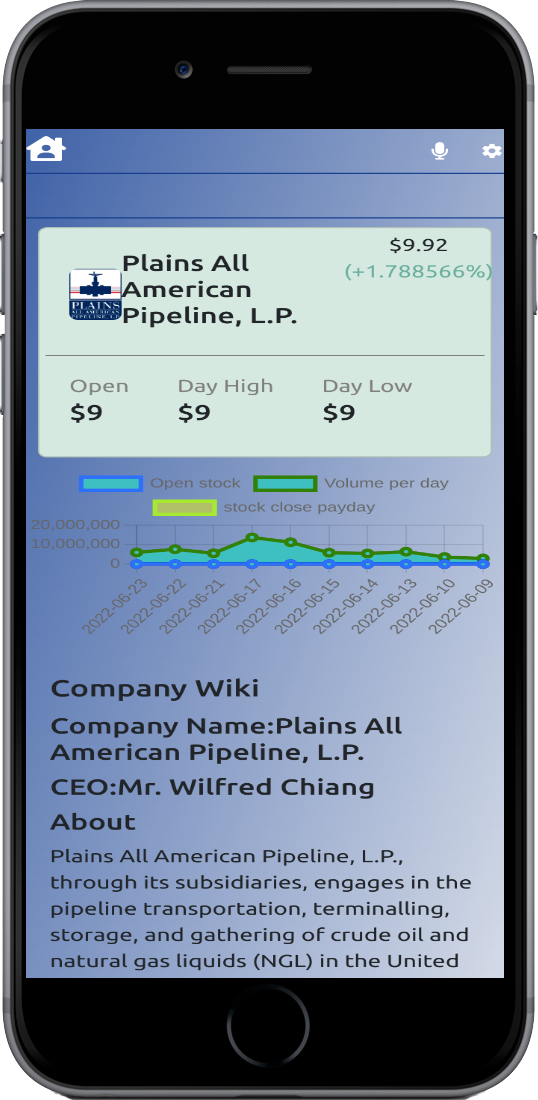 $9.92
(+1.788566%)
Plains All
American
Pipeline, L.P.
PLAINS
ALL AMERICAN
PIPELINE, L.P.
Open Day High Day Low
$9 $9 $9
Open stock Volume per day
stock close payday
20,000,000
10,000,000
0
2022-06-23 2022-06-22 2022-06-21 2022-06-17 2022-06-16 2022-06-15 2022-06-14 2022-06-13 2022-06-10 2022-06-09
Company Wiki
Company Name:Plains All
American Pipeline, L.P.
CEO:Mr. Wilfred Chiang
About
Plains All American Pipeline, L.P.,
through its subsidiaries, engages in the
pipeline transportation, terminalling,
storage, and gathering of crude oil and
natural gas liquids (NGL) in the United